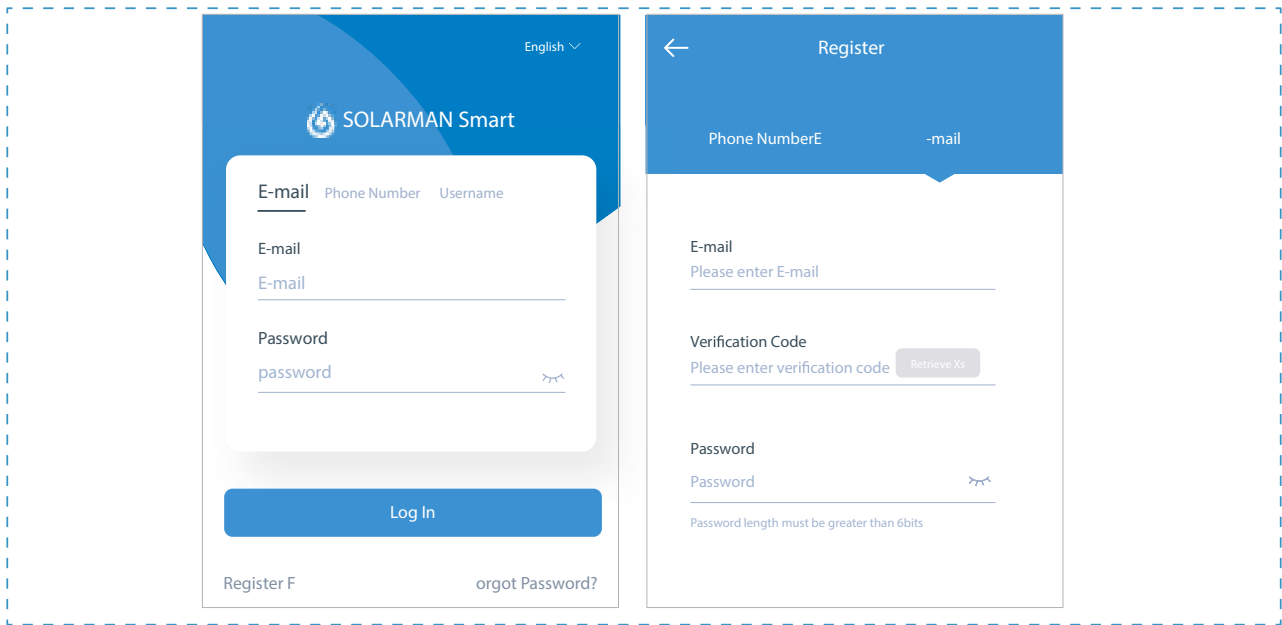 English
SOLARMAN Smart
E-mail Phone Number Username
E-mail
E-mail
Password
password
Log In
Register F orgot Password?
Register
Phone NumberE -mail
E-mail
Please enter E-mail
Verification Code
Please enter verification code Retrieve Xs
Password
Password
Password length must be greater than 6bits